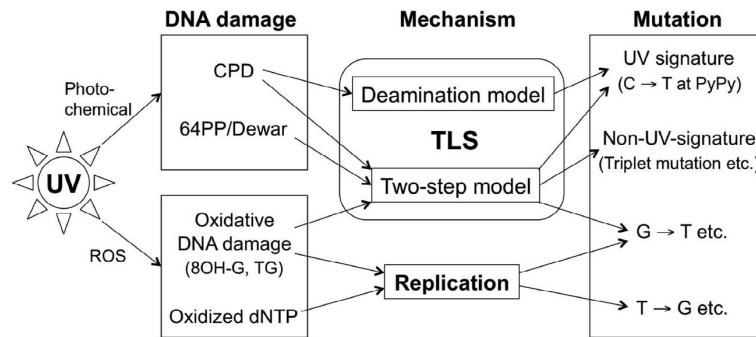 DNA damage
Mechanism
Mutation
Photo-
chemical
UV
ROS
CPD
64PP/Dewar
Oxidative
DNA damage
(8OH-G, TG)
Oxidized dNTP
Deamination model
TLS
Two-step model
Replication
UV signature
(C → T at PyPy)
Non-UV-signature
(Triplet mutation etc.)
G → T etc.
T → G etc.